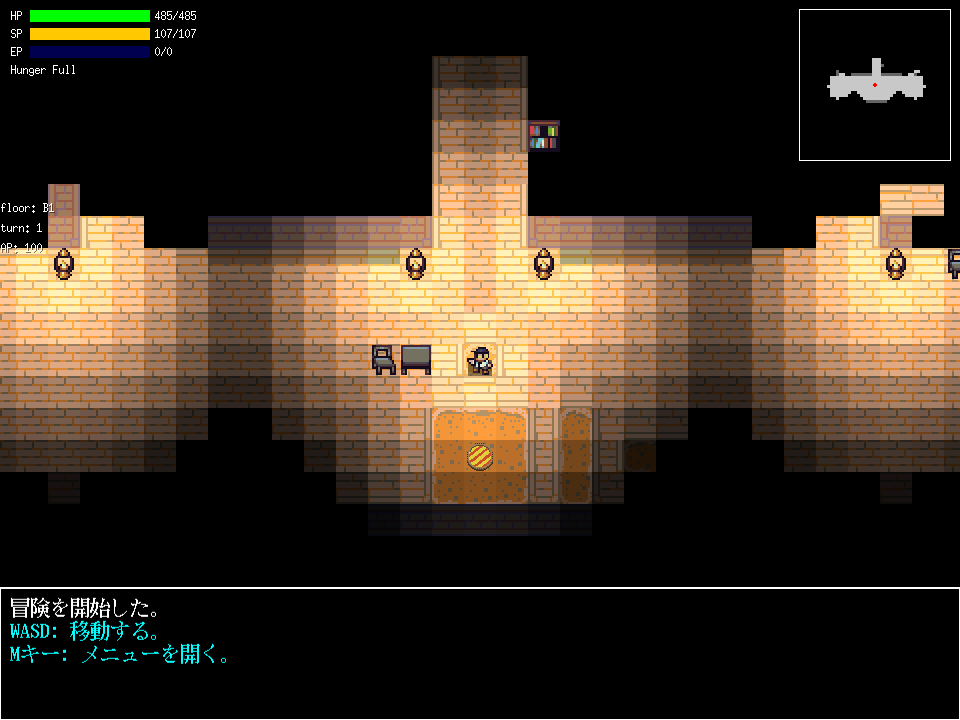 HP 485/485
SP 107/107
EP 0/0
Hunger Full
floor: B1
turn: 1
AP: 100
冒険を開始した。
WASD: 移動する。
Mキー: メニューを開く。